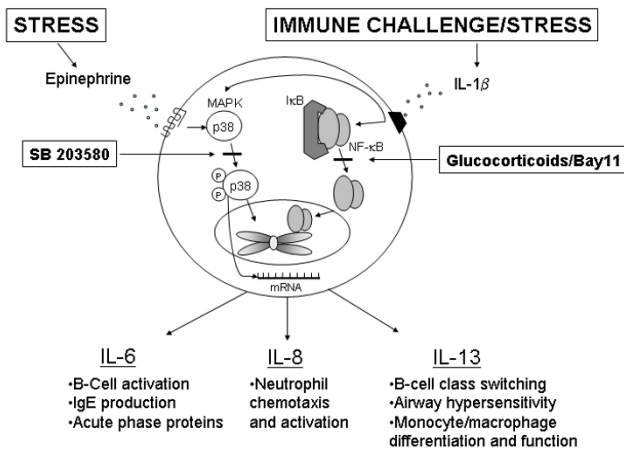 STRESS
IMMUNE CHALLENGE/STRESS
Epinephrine
IL-1β
MAPK
IκB
p38
NF-κB
SB 203580
Glucocorticoids/Bay11
P
P
p38
mRNA
IL-6
•B-Cell activation
•IgE production
•Acute phase proteins
IL-8
•Neutrophil
chemotaxis
and activation
IL-13
•B-cell class switching
•Airway hypersensitivity
•Monocyte/macrophage
differentiation and function